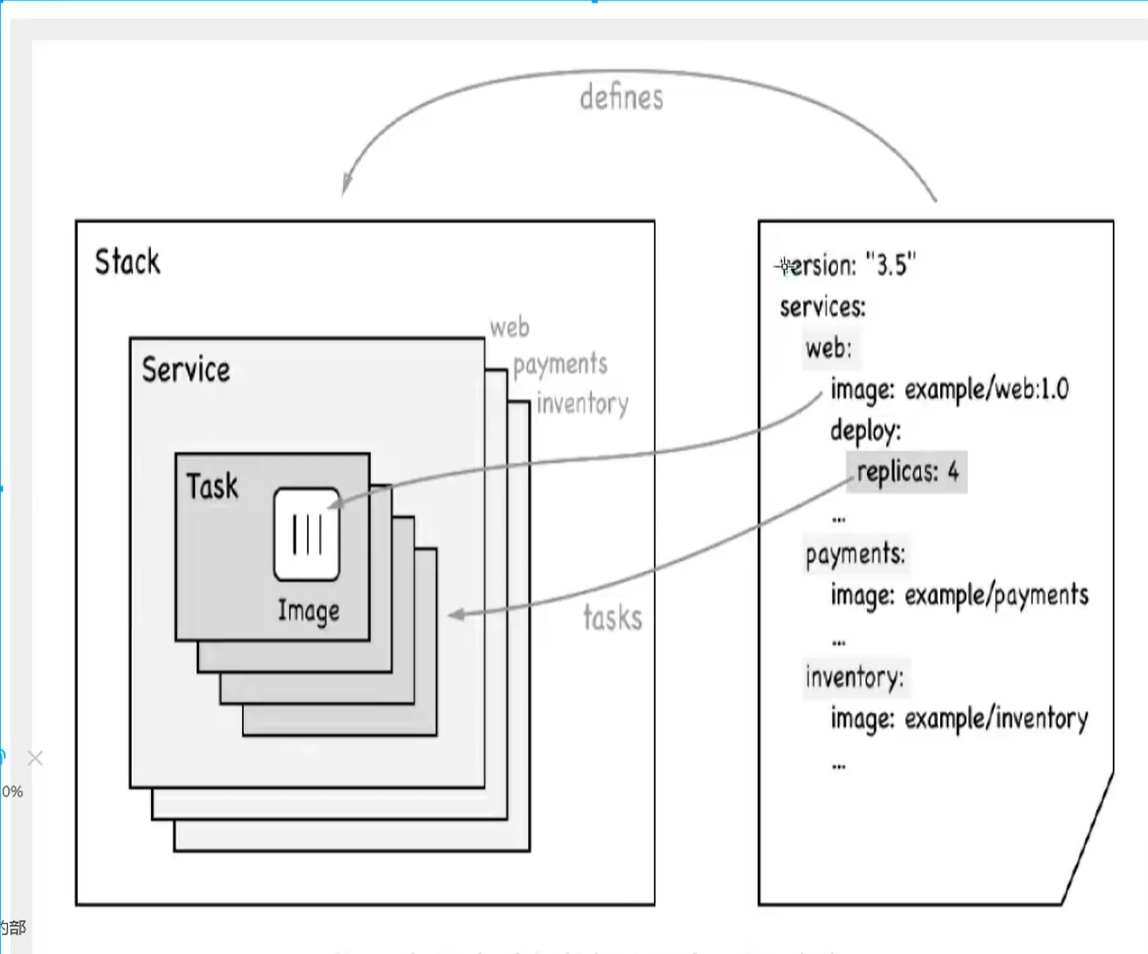 defines
Stack
web
payments
inventory
Service
Task
Image
tasks
version: "3.5"
services:
web:
image: example/web:1.0
deploy:
replicas: 4
...
payments:
image: example/payments
...
inventory:
image: example/inventory
...
0%
的部